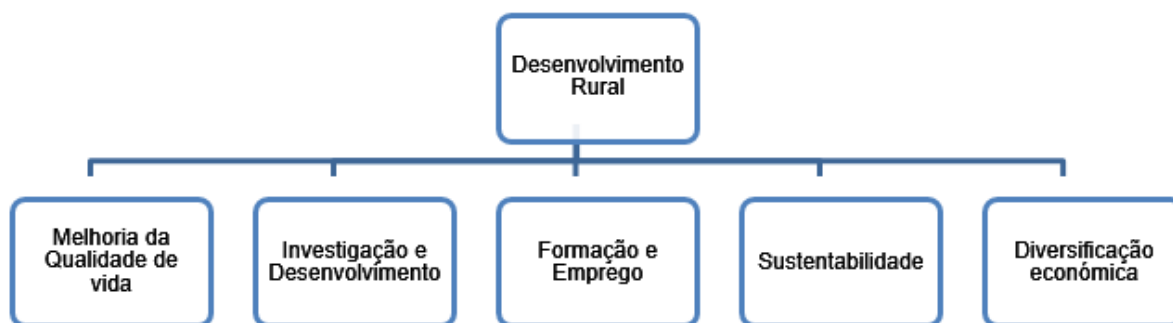 Desenvolvimento
Rural
Melhoria da
Qualidade de
vida
Investigação e
Desenvolvimento
Formação e
Emprego
Sustentabilidade
Diversificação
económica